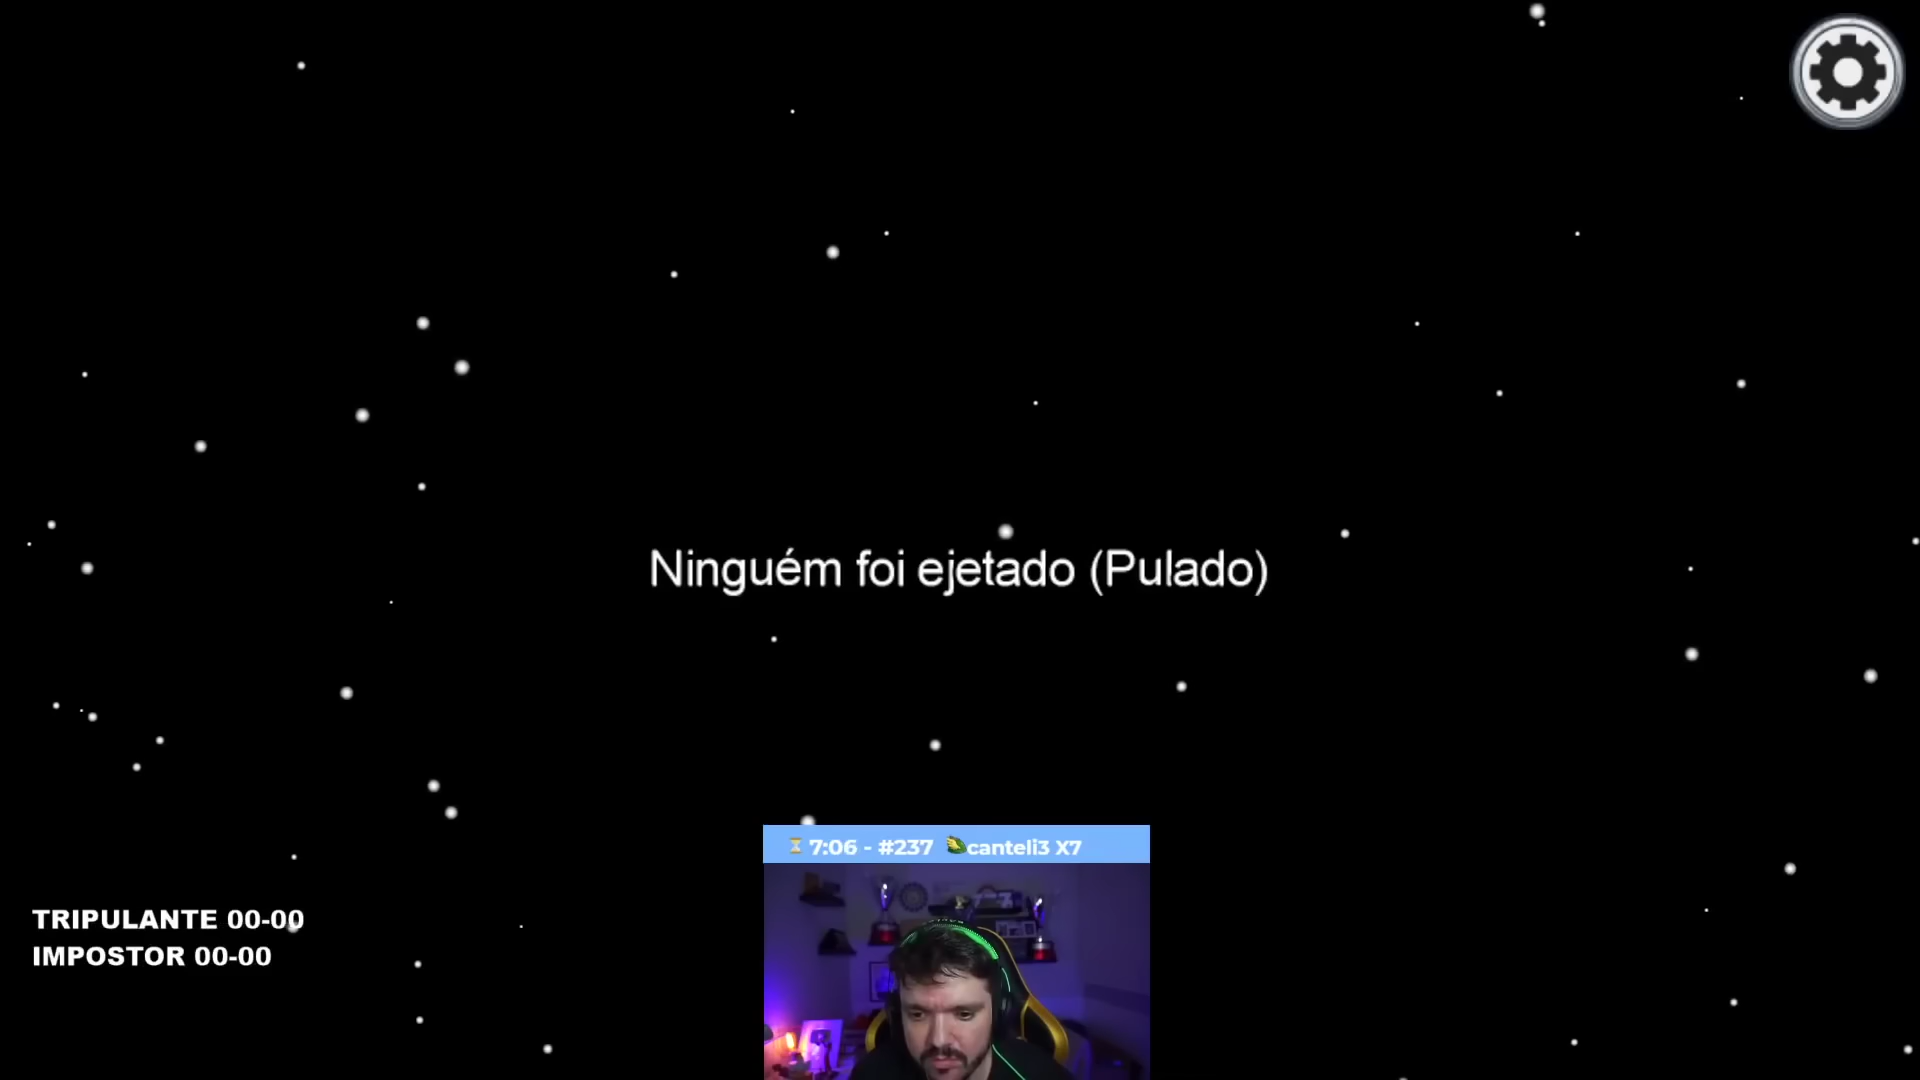 Ninguém foi ejetado (Pulado)
7:06 - #237 canteli3 X7
TRIPULANTE 00-00
IMPOSTOR 00-00